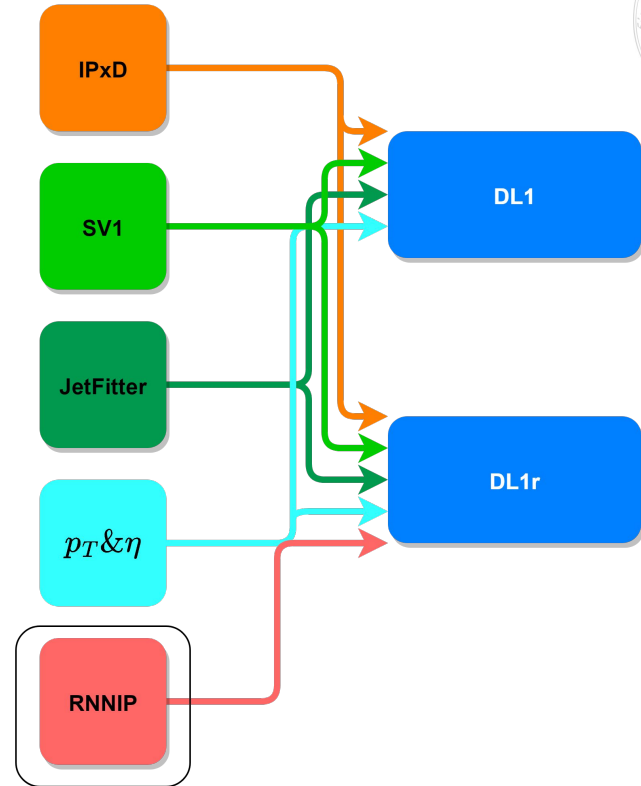 IPxD
DL1
SV1
JetFitter
DL1r
p_T & η
RNNIP